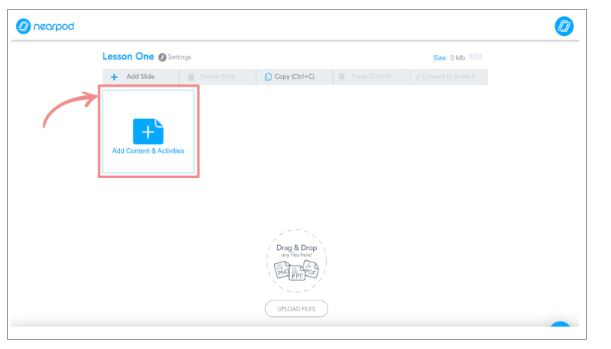 nearpod
Lesson One Settings
Size: 0 Mb
+ Add Slide
Delete Slide
Copy (Ctrl+C)
Paste (Ctrl+V)
Convert to Draw It
Add Content & Activities
Drag & Drop
any files here!
PNG
PPT
PDF
UPLOAD FILES